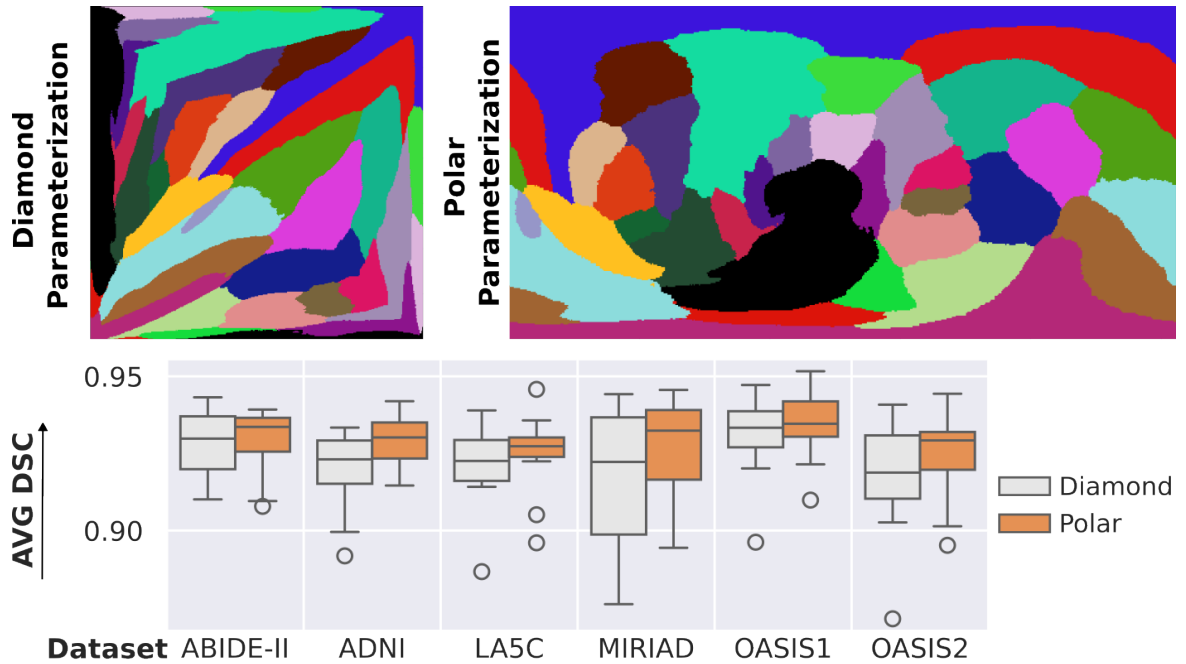 Diamond
Parameterization
Polar
Parameterization
AVG DSC
0.95
0.90
Diamond
Polar
Dataset ABIDE-II ADNI LA5C MIRIAD OASIS1 OASIS2